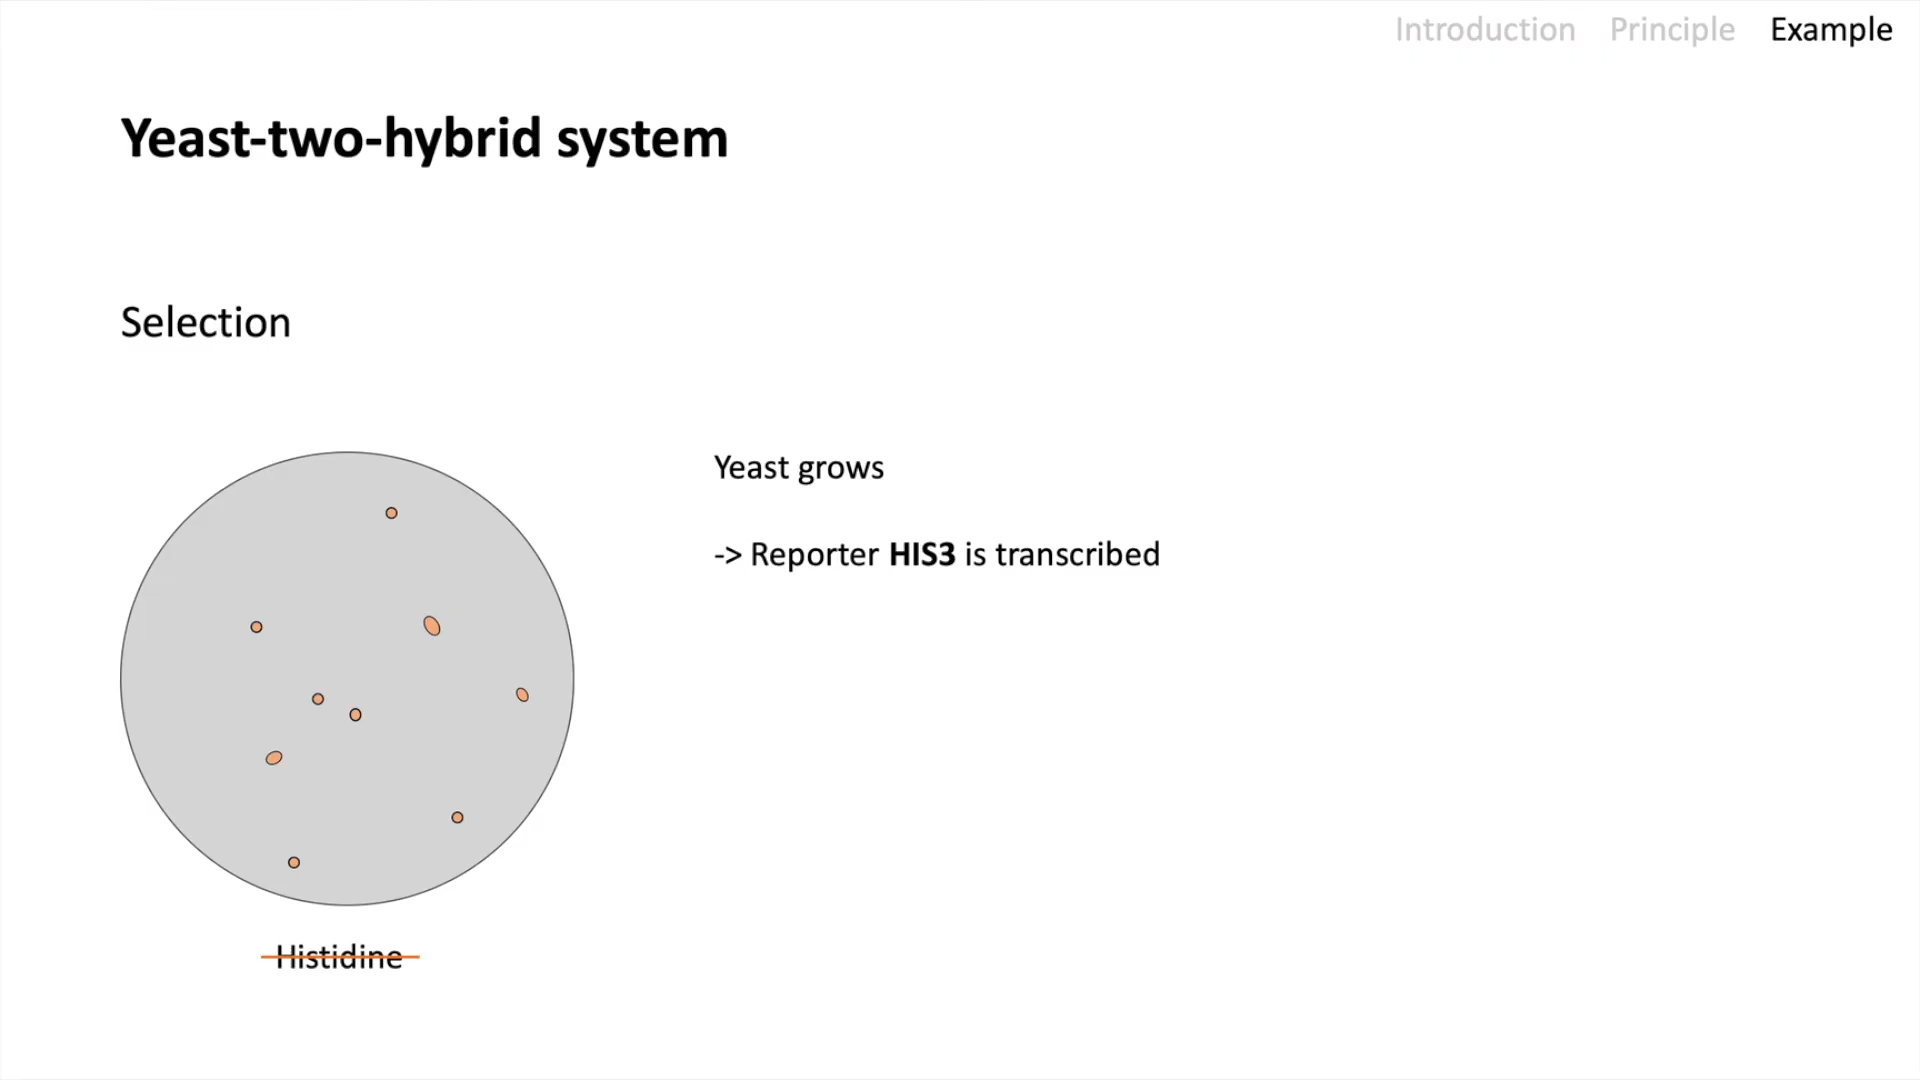 Introduction Principle Example
Yeast-two-hybrid system
Selection
Yeast grows
-> Reporter HIS3 is transcribed
Histidine